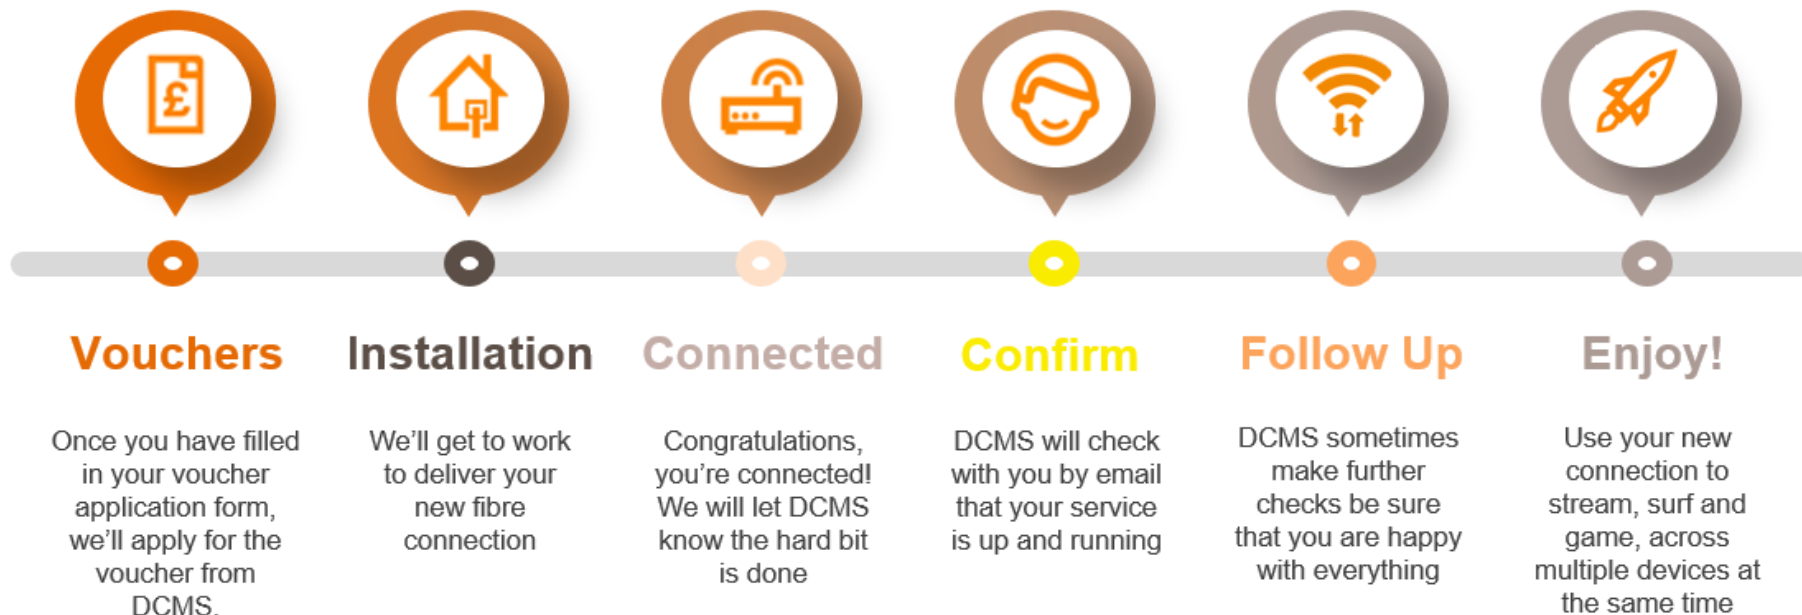 £
Vouchers
Once you have filled
in your voucher
application form,
we'll apply for the
voucher from
DCMS.
Installation
We'll get to work
to deliver your
new fibre
connection
Connected
Congratulations,
you're connected!
We will let DCMS
know the hard bit
is done
Confirm
DCMS will check
with you by email
that your service
is up and running
Follow Up
DCMS sometimes
make further
checks be sure
that you are happy
with everything
Enjoy!
Use your new
connection to
stream, surf and
game, across
multiple devices at
the same time